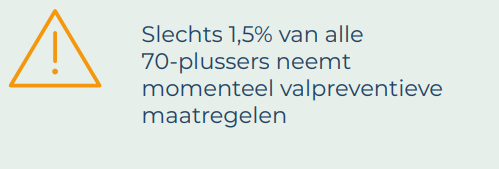 Slechts 1,5% van alle
70-plussers neemt
momenteel valpreventieve
maatregelen